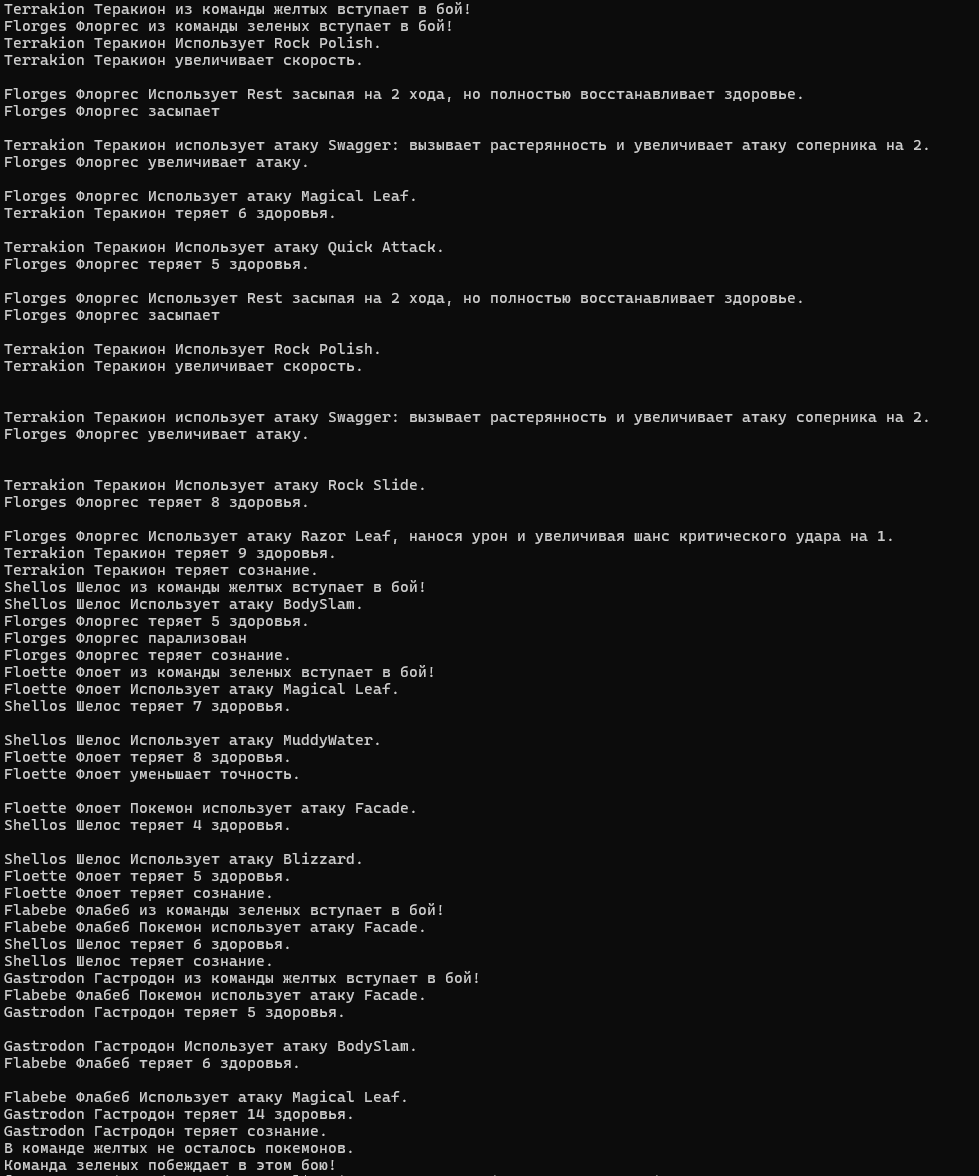 Terrakion Теракион из команды желтых вступает в бой!
Florges Флоргес из команды зеленых вступает в бой!
Terrakion Теракион Использует Rock Polish.
Terrakion Теракион увеличивает скорость.
Florges Флоргес Использует Rest засыпая на 2 хода, но полностью восстанавливает здоровье.
Florges Флоргес засыпает
Terrakion Теракион использует атаку Swagger: вызывает растерянность и увеличивает атаку соперника на 2.
Florges Флоргес увеличивает атаку.
Florges Флоргес Использует атаку Magical Leaf.
Terrakion Теракион теряет 6 здоровья.
Terrakion Теракион Использует атаку Quick Attack.
Florges Флоргес теряет 5 здоровья.
Florges Флоргес Использует Rest засыпая на 2 хода, но полностью восстанавливает здоровье.
Florges Флоргес засыпает
Terrakion Теракион Использует Rock Polish.
Terrakion Теракион увеличивает скорость.
Terrakion Теракион использует атаку Swagger: вызывает растерянность и увеличивает атаку соперника на 2.
Florges Флоргес увеличивает атаку.
Terrakion Теракион Использует атаку Rock Slide.
Florges Флоргес теряет 8 здоровья.
Florges Флоргес Использует атаку Razor Leaf, нанося урон и увеличивая шанс критического удара на 1.
Terrakion Теракион теряет 9 здоровья.
Terrakion Теракион теряет сознание.
Shellos Шелос из команды желтых вступает в бой!
Shellos Шелос Использует атаку BodySlam.
Florges Флоргес теряет 5 здоровья.
Florges Флоргес парализован
Florges Флоргес теряет сознание.
Floette Флоет из команды зеленых вступает в бой!
Floette Флоет Использует атаку Magical Leaf.
Shellos Шелос теряет 7 здоровья.
Shellos Шелос Использует атаку MuddyWater.
Floette Флоет теряет 8 здоровья.
Floette Флоет уменьшает точность.
Floette Флоет Покемон использует атаку Facade.
Shellos Шелос теряет 4 здоровья.
Shellos Шелос Использует атаку Blizzard.
Floette Флоет теряет 5 здоровья.
Floette Флоет теряет сознание.
Flabebe Флабеб из команды зеленых вступает в бой!
Flabebe Флабеб Покемон использует атаку Facade.
Shellos Шелос теряет 6 здоровья.
Shellos Шелос теряет сознание.
Gastrodon Гастродон из команды желтых вступает в бой!
Flabebe Флабеб Покемон использует атаку Facade.
Gastrodon Гастродон теряет 5 здоровья.
Gastrodon Гастродон Использует атаку BodySlam.
Flabebe Флабеб теряет 6 здоровья.
Flabebe Флабеб Использует атаку Magical Leaf.
Gastrodon Гастродон теряет 14 здоровья.
Gastrodon Гастродон теряет сознание.
В команде желтых не осталось покемонов.
Команда зеленых побеждает в этом бою!